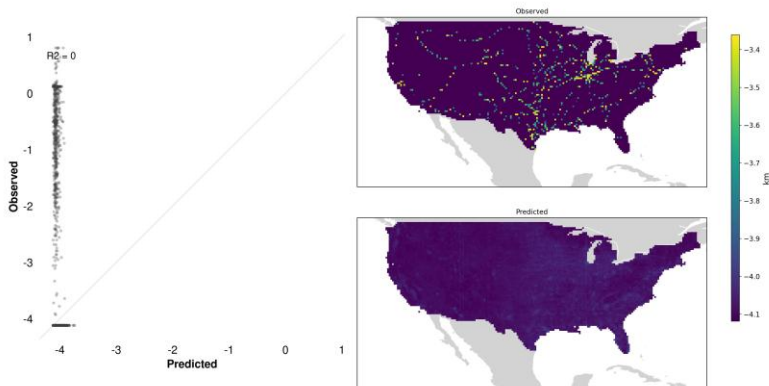 1
R2 = 0
0
-1
-2
-3
-4
Observed
-4 -3 -2 -1 0 1
Predicted
Observed
Predicted
−3.4
−3.5
−3.6
−3.7
−3.8
−3.9
−4.0
−4.1
km